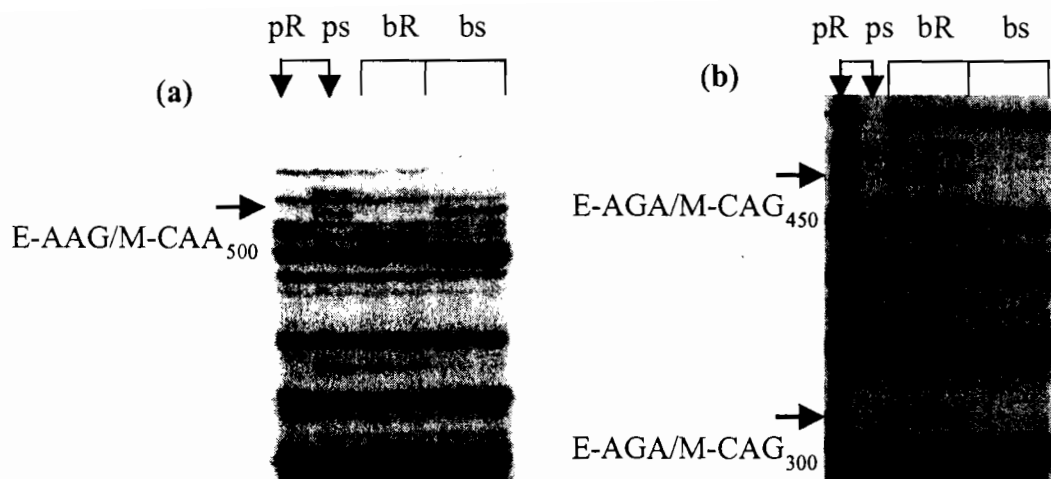 pR ps bR bs
(a)
E-AAG/M-CAA500
pR ps bR bs
(b)
E-AGA/M-CAG450
E-AGA/M-CAG300